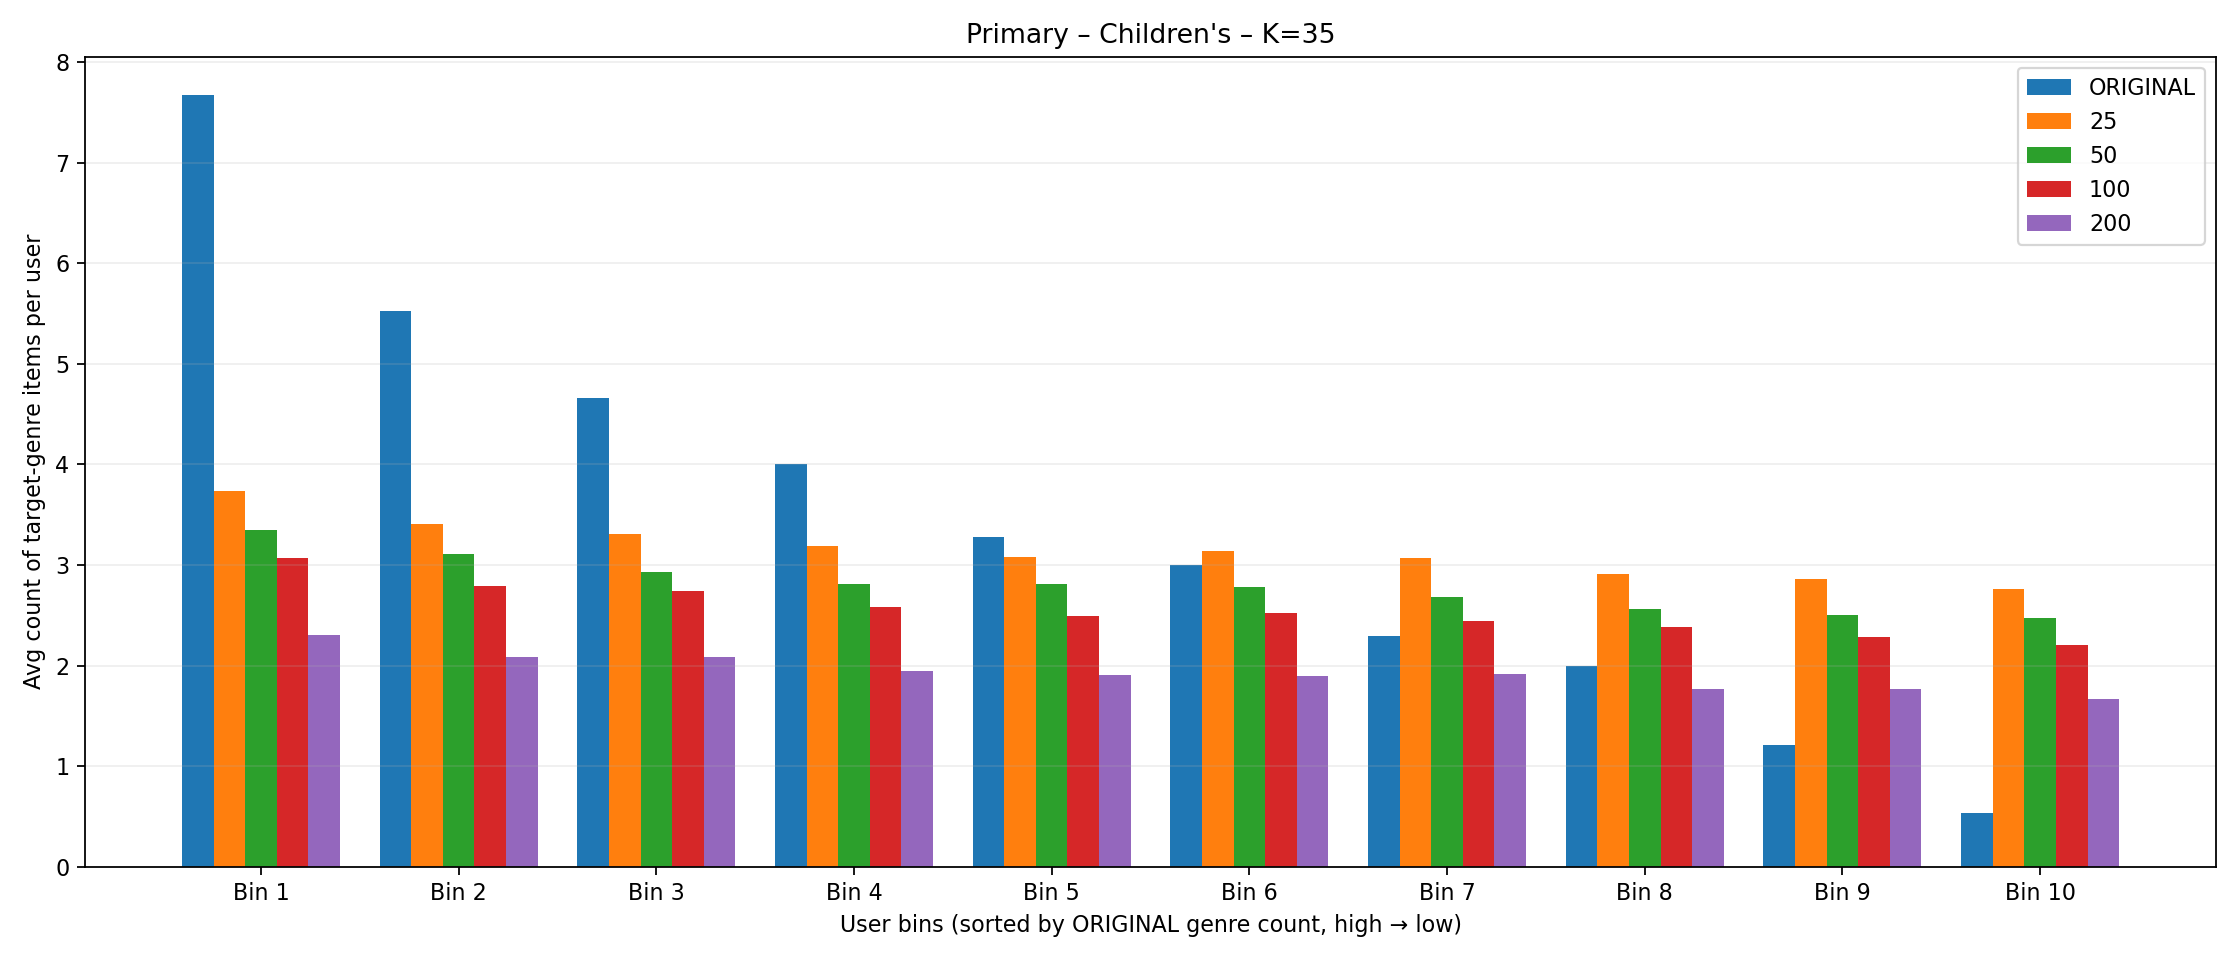 Primary – Children's – K=35
Avg count of target-genre items per user
8
7
6
5
4
3
2
1
0
ORIGINAL
25
50
100
200
Bin 1 Bin 2 Bin 3 Bin 4 Bin 5 Bin 6 Bin 7 Bin 8 Bin 9 Bin 10
User bins (sorted by ORIGINAL genre count, high → low)